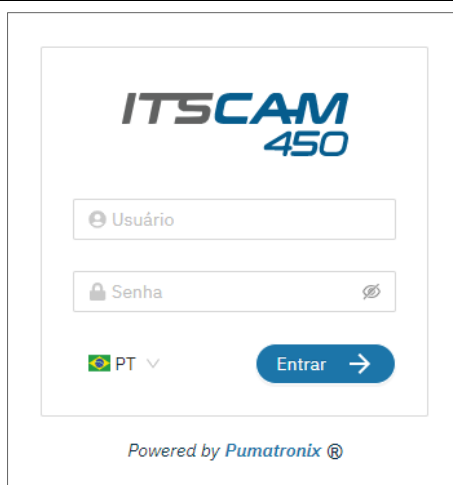 ITSCAM
450
Usuário
Senha
PT
Entrar
Powered by Pumatronix ®